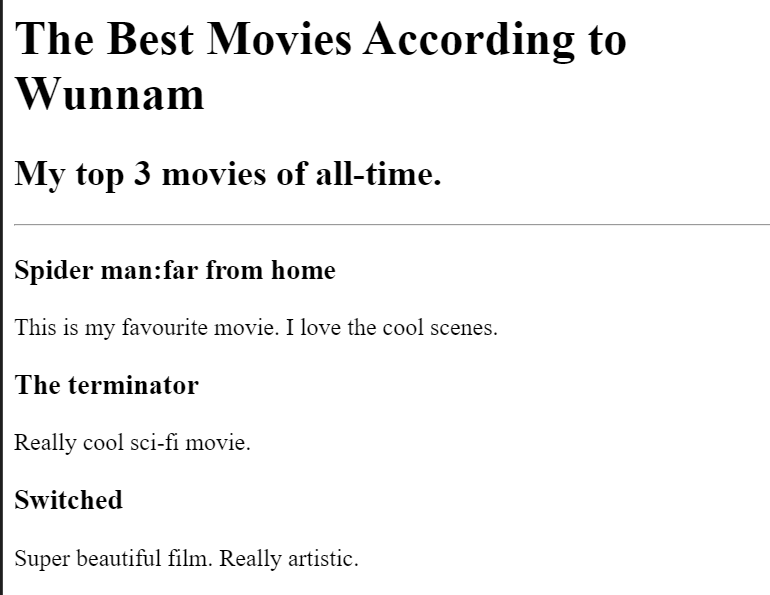 The Best Movies According to
Wunnam
My top 3 movies of all-time.
Spider man:far from home
This is my favourite movie. I love the cool scenes.
The terminator
Really cool sci-fi movie.
Switched
Super beautiful film. Really artistic.